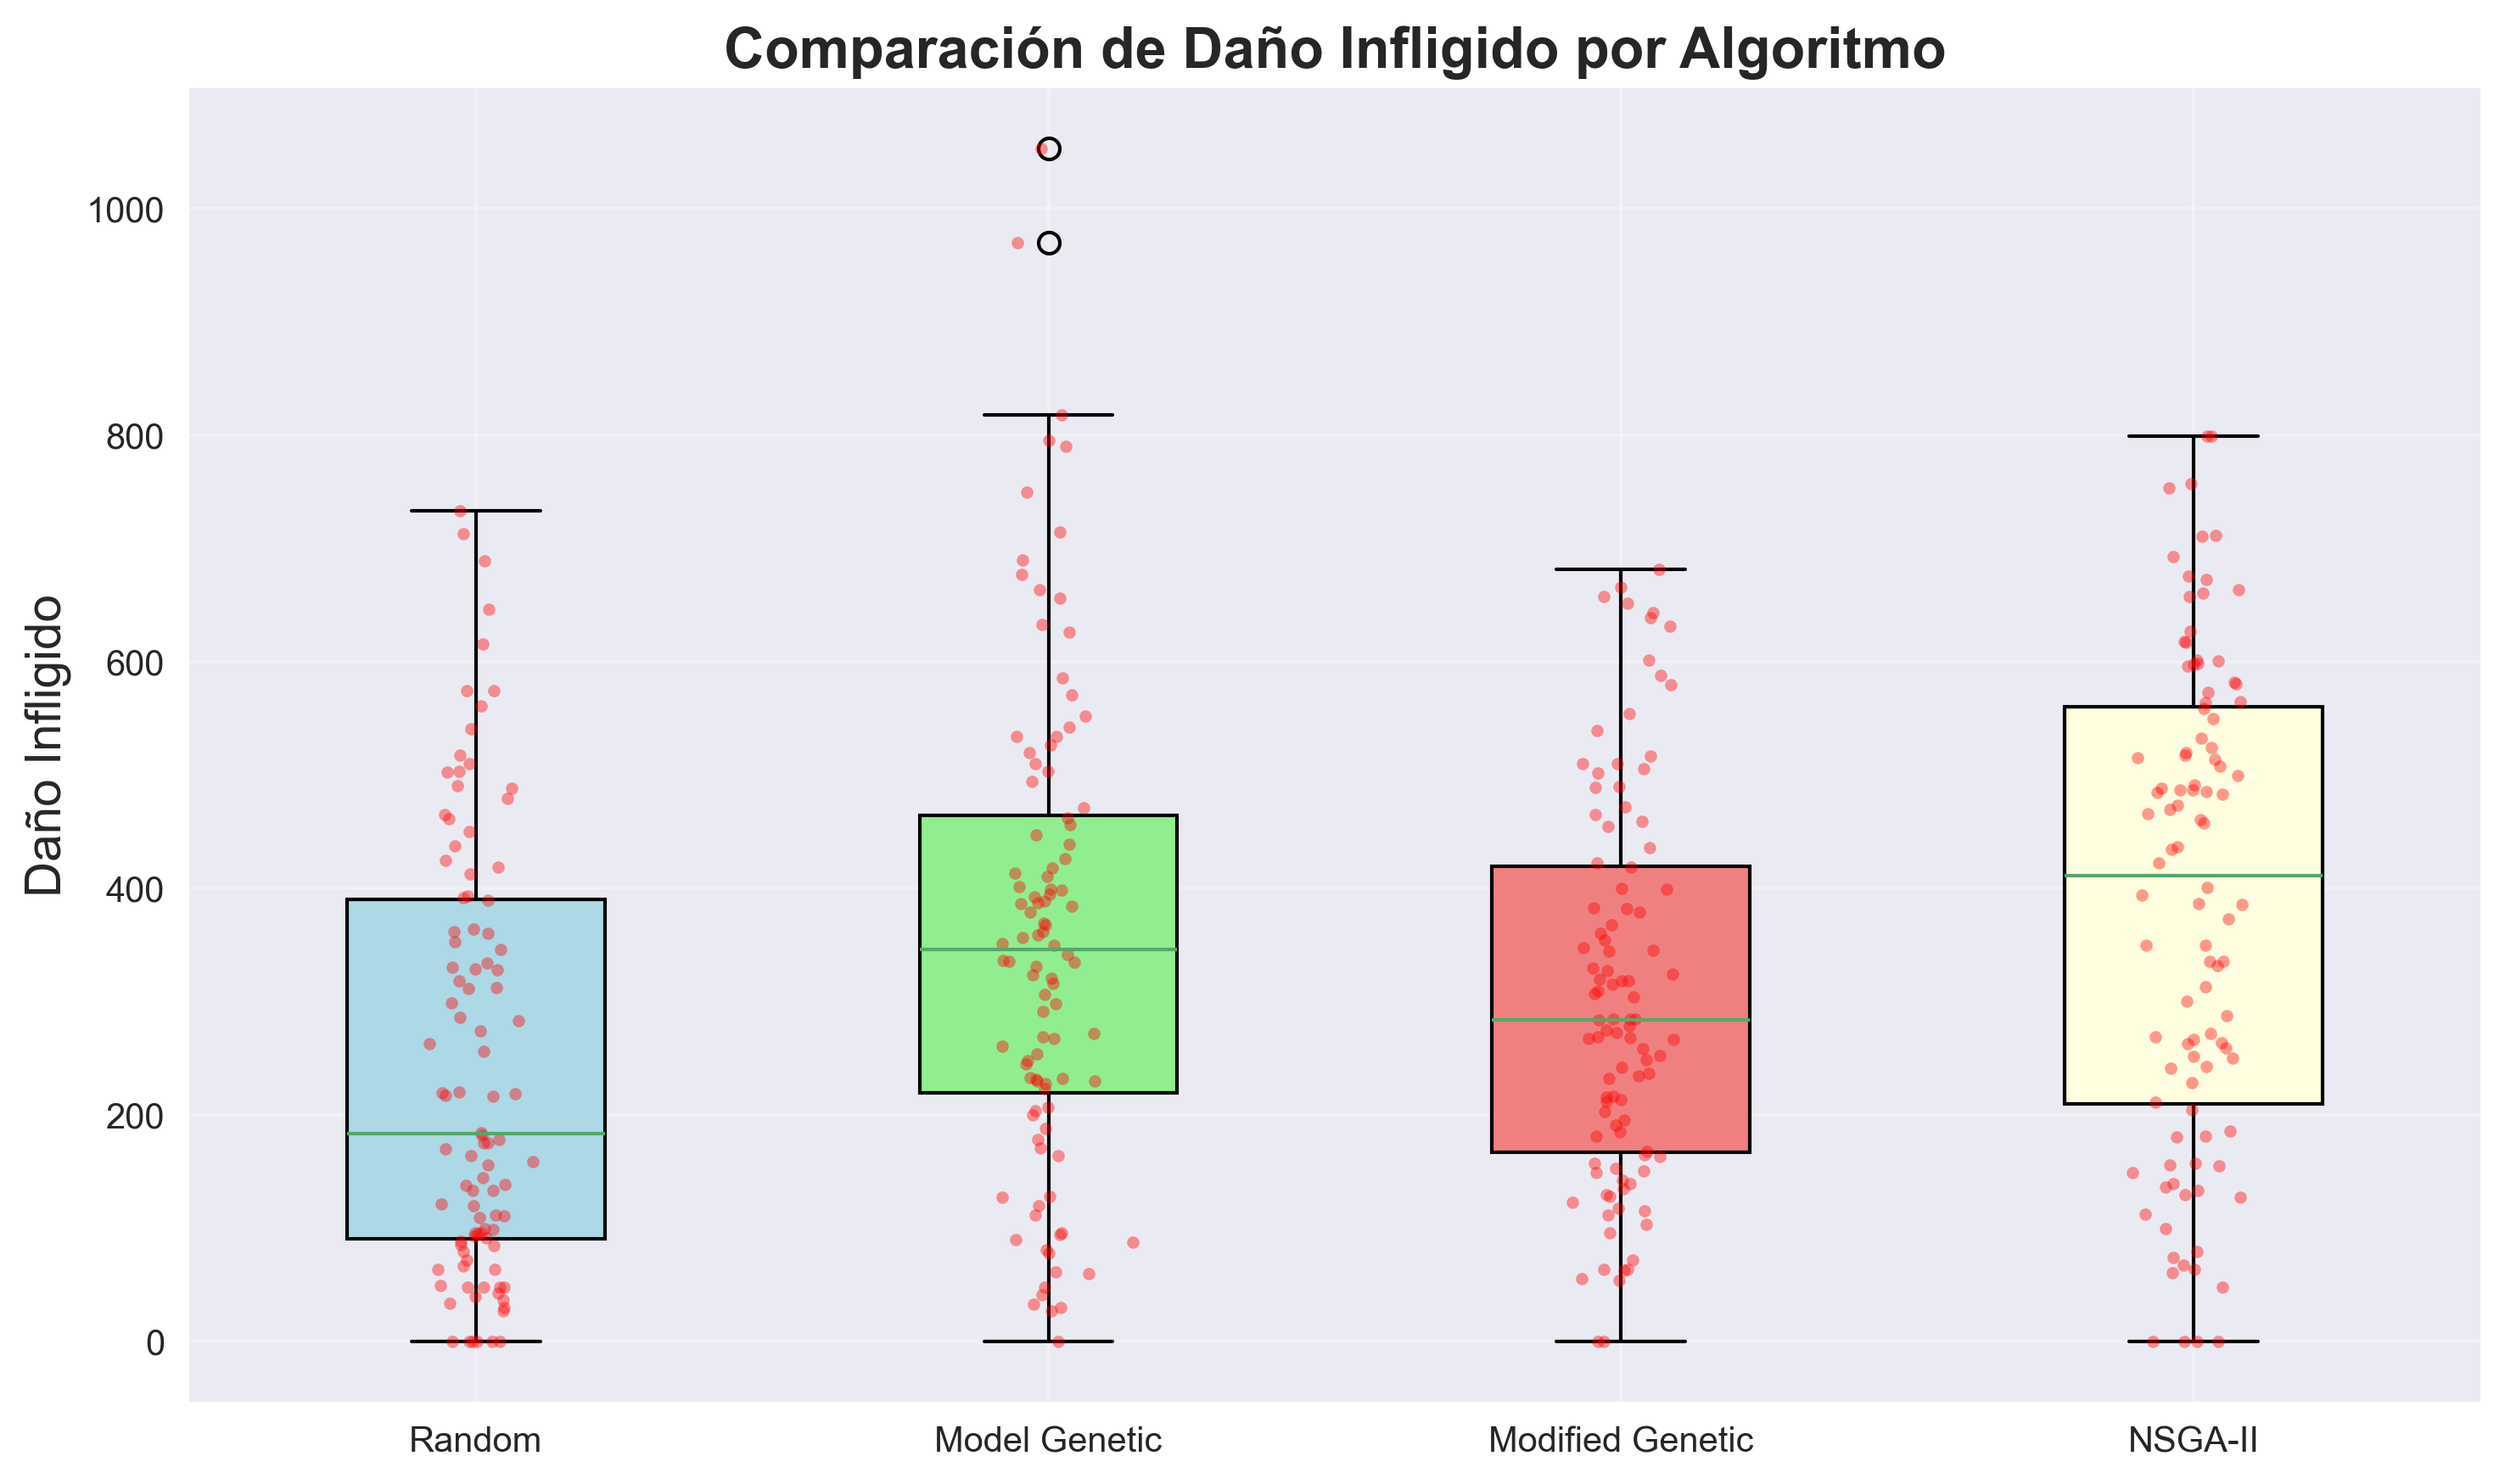 Comparación de Daño Infligido por Algoritmo
Daño Infligido
1000
800
600
400
200
0
Random
Model Genetic
Modified Genetic
NSGA-II